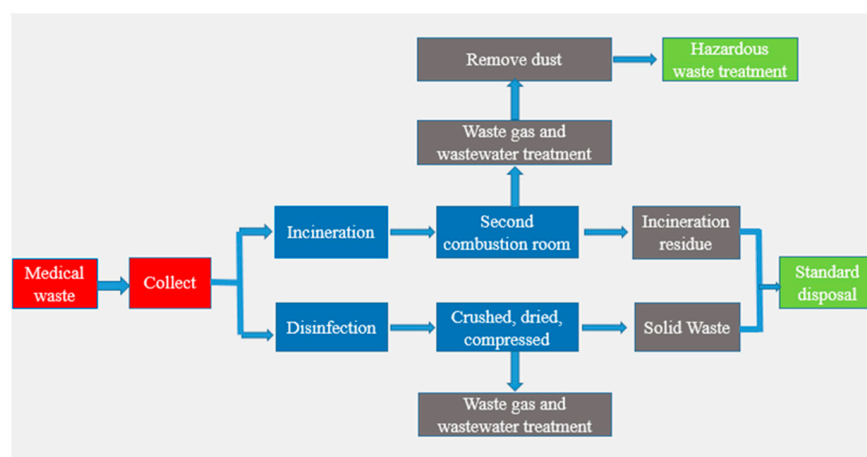 Remove dust
Hazardous
waste treatment
Waste gas and
wastewater treatment
Incineration
Second
combustion room
Incineration
residue
Medical
waste
Collect
Standard
disposal
Disinfection
Crushed, dried,
compressed
Solid Waste
Waste gas and
wastewater treatment